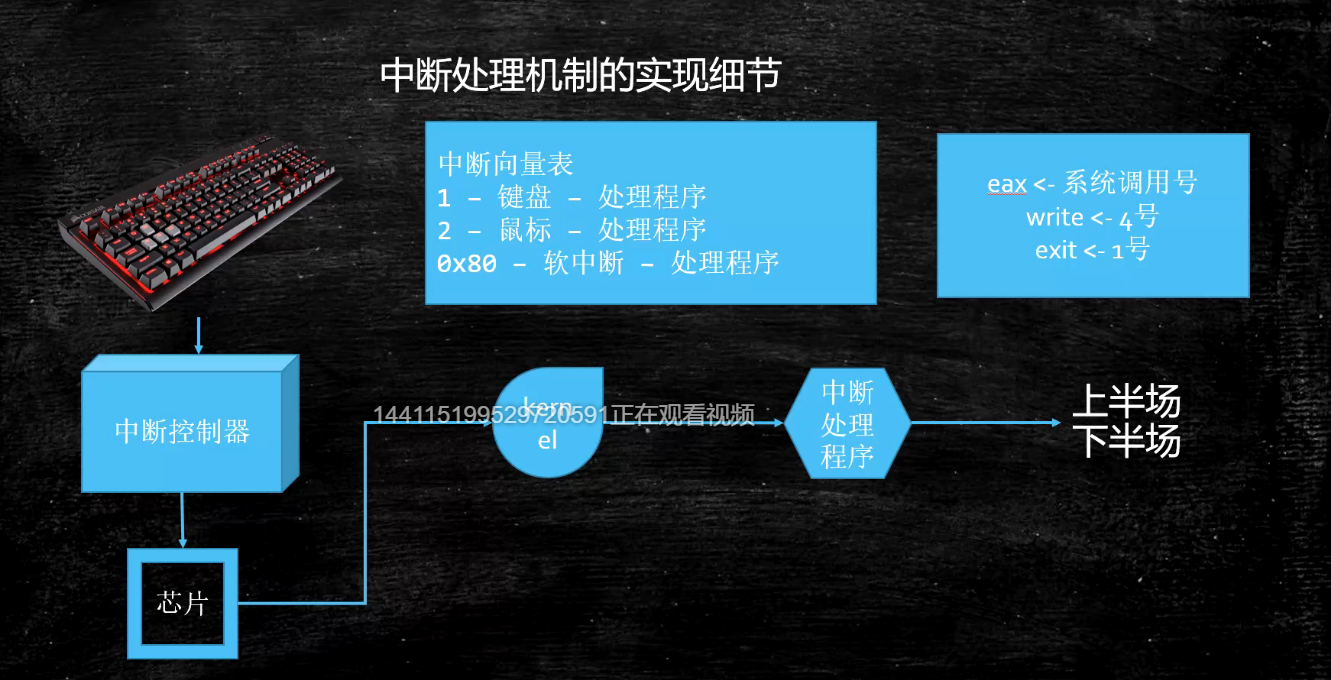 中断处理机制的实现细节
中断向量表
1 – 键盘 – 处理程序
2 – 鼠标 – 处理程序
0x80 – 软中断 – 处理程序
eax <- 系统调用号
write <- 4号
exit <- 1号
中断控制器
kern
el
144115199529720591正在观看视频
中断
处理
程序
上半场
下半场
芯片